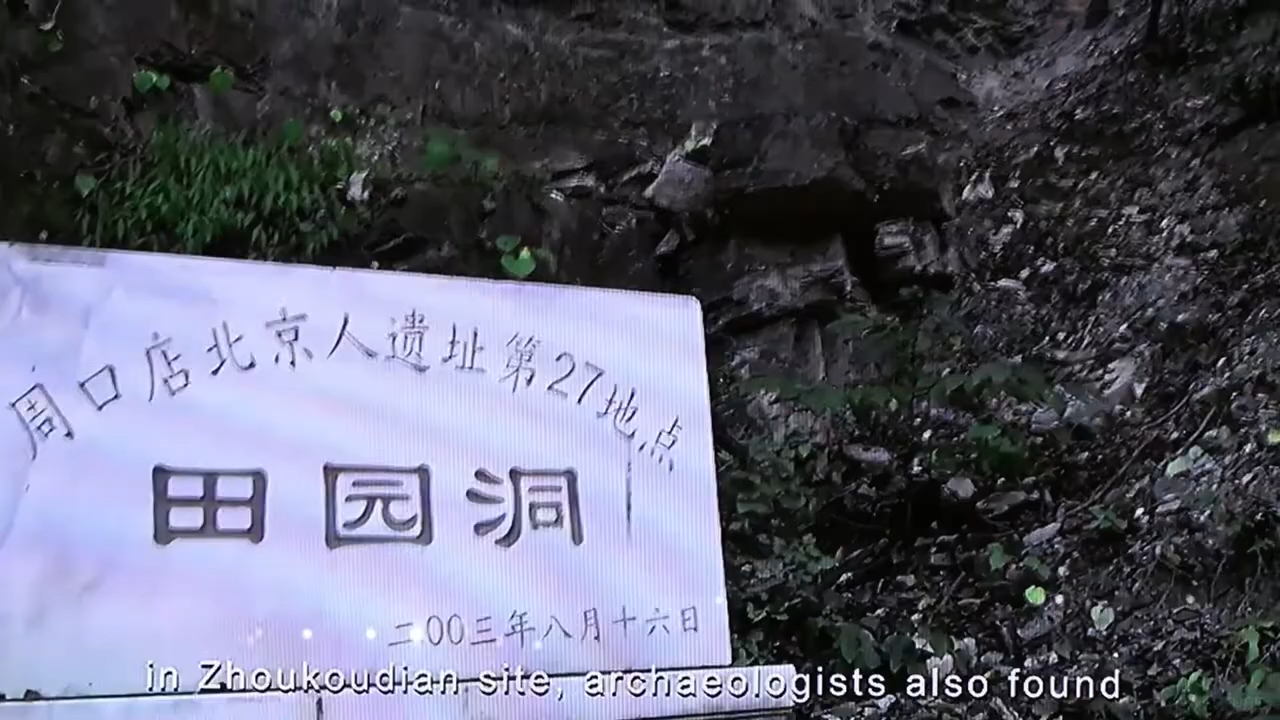 周口店北京人遗址第27地点
田园洞
二00三年八月十六日
in Zhoukoudian site, archaeologists also found